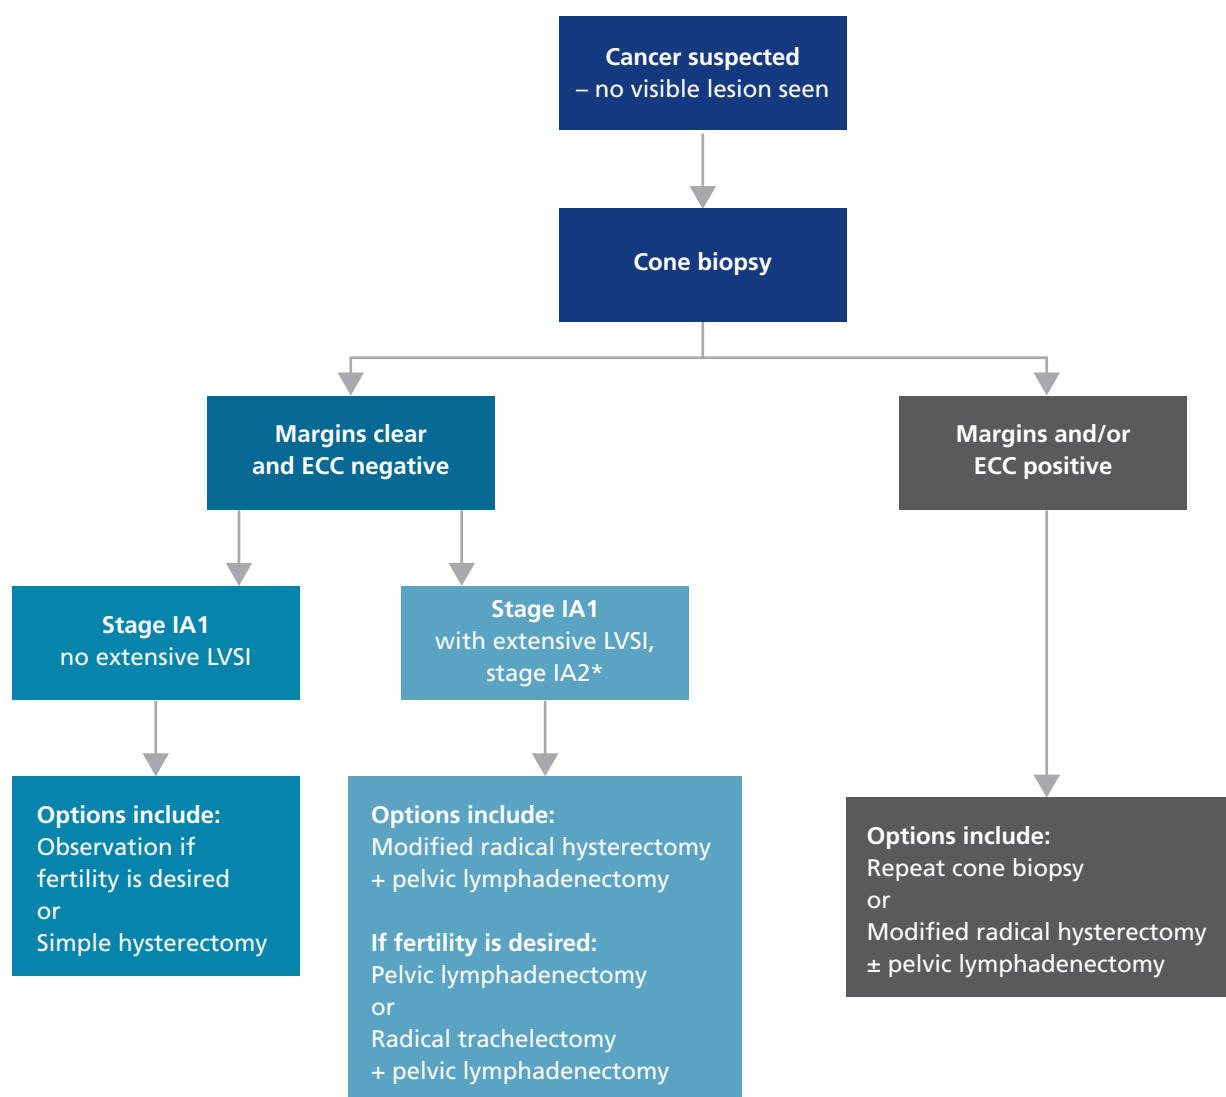 Cancer suspected
– no visible lesion seen
Cone biopsy
Margins clear
and ECC negative
Margins and/or
ECC positive
Stage IA1
no extensive LVSI
Stage IA1
with extensive LVSI,
stage IA2*
Options include:
Observation if
fertility is desired
or
Simple hysterectomy
Options include:
Modified radical hysterectomy
+ pelvic lymphadenectomy
If fertility is desired:
Pelvic lymphadenectomy
or
Radical trachelectomy
+ pelvic lymphadenectomy
Options include:
Repeat cone biopsy
or
Modified radical hysterectomy
± pelvic lymphadenectomy